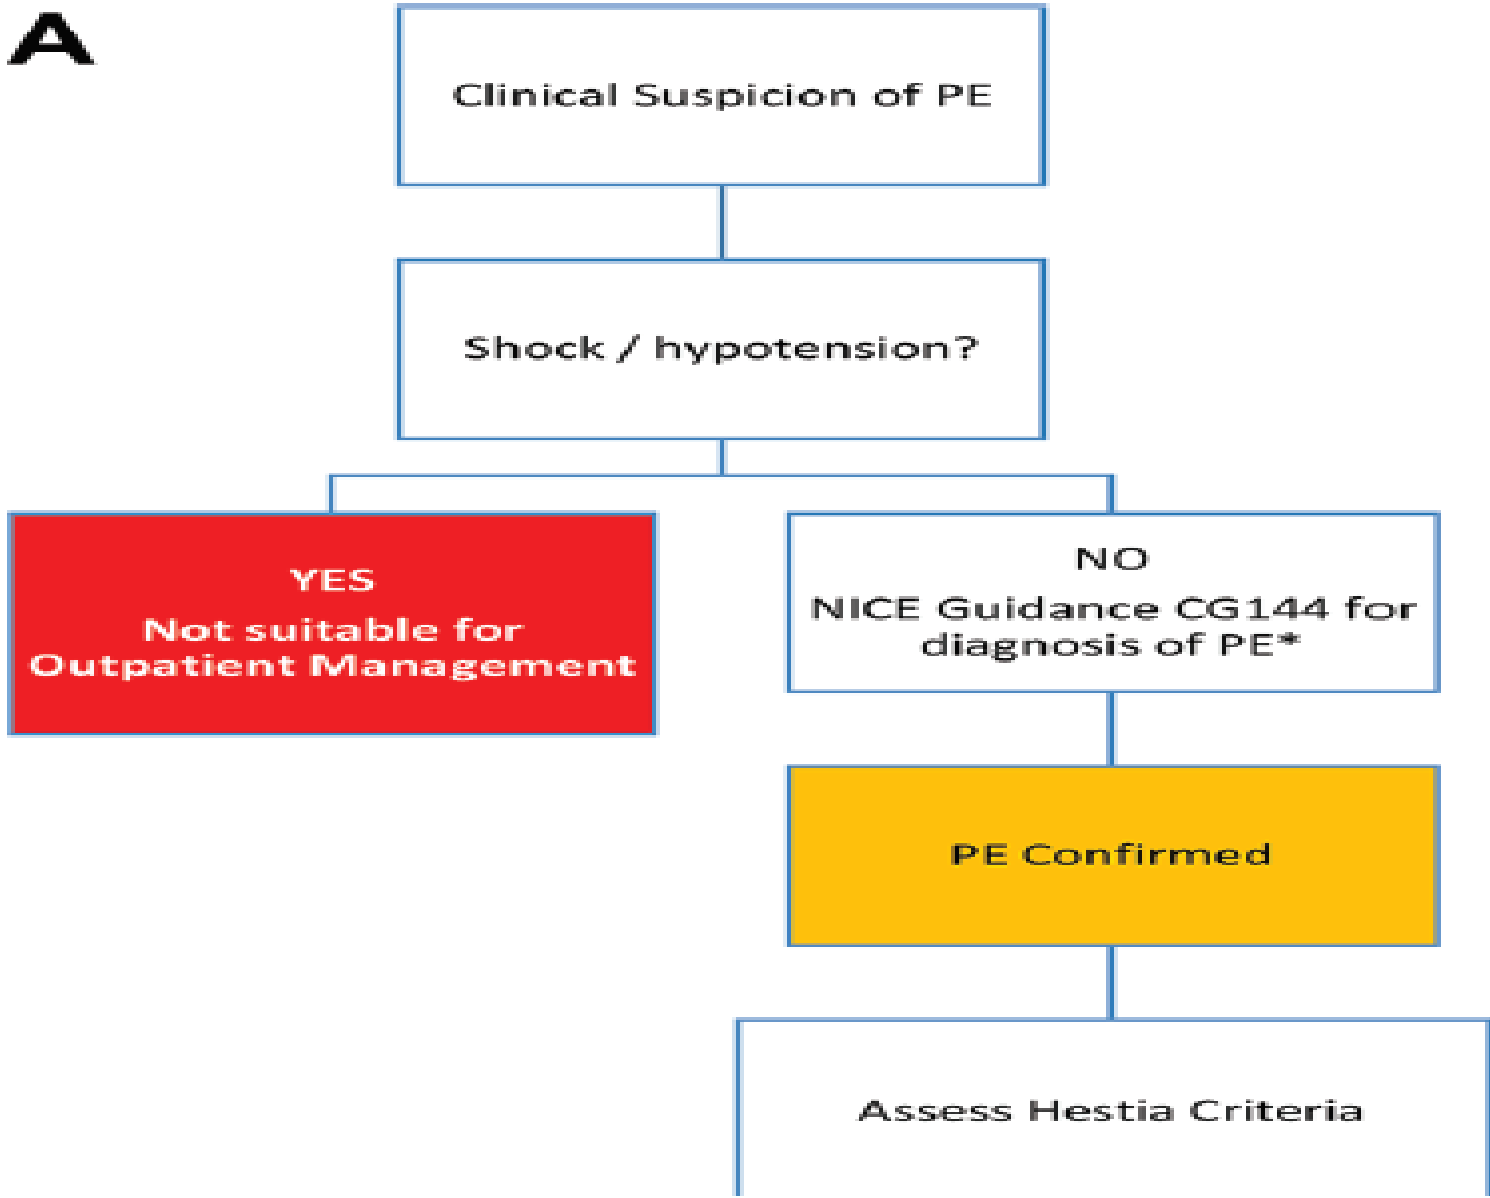 A
Clinical Suspicion of PE
Shock / hypotension?
YES
Not suitable for
Outpatient Management
NO
NICE Guidance CG144 for
diagnosis of PE*
PE Confirmed
Assess Hestia Criteria